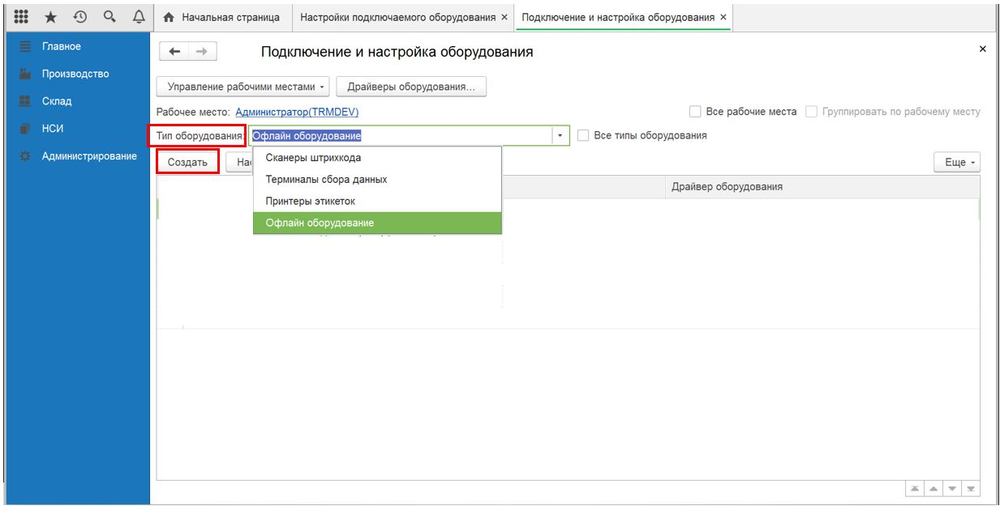 Начальная страница
Настройки подключаемого оборудования ×
Подключение и настройка оборудования ×
Главное
Производство
Склад
НСИ
Администрирование
Подключение и настройка оборудования
Управление рабочими местами
Драйверы оборудования...
Рабочее место: Администратор(TRMDEV)
Все рабочие места
Группировать по рабочему месту
Тип оборудования: Офлайн оборудование
Все типы оборудования
Создать
Нас
Еще
Сканеры штрихкода
Терминалы сбора данных
Принтеры этикеток
Офлайн оборудование
Драйвер оборудования